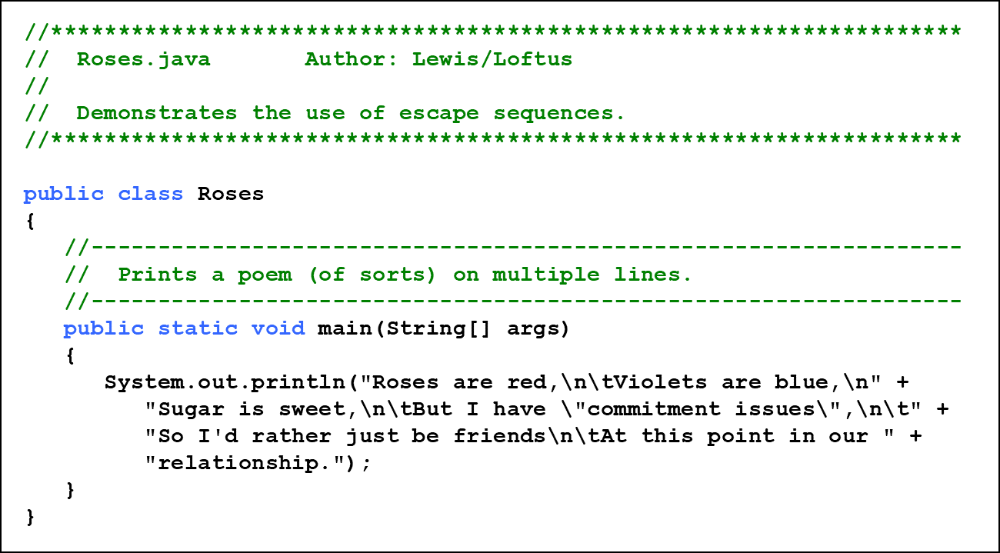 //********************************************************************
//  Roses.java       Author: Lewis/Loftus
//
//  Demonstrates the use of escape sequences.
//********************************************************************

public class Roses
{
   //-----------------------------------------------------------------
   //  Prints a poem (of sorts) on multiple lines.
   //-----------------------------------------------------------------
   public static void main(String[] args)
   {
      System.out.println("Roses are red,\n\tViolets are blue,\n" +
         "Sugar is sweet,\n\tBut I have \"commitment issues\",\n\t" +
         "So I'd rather just be friends\n\tAt this point in our " +
         "relationship.");
   }
}